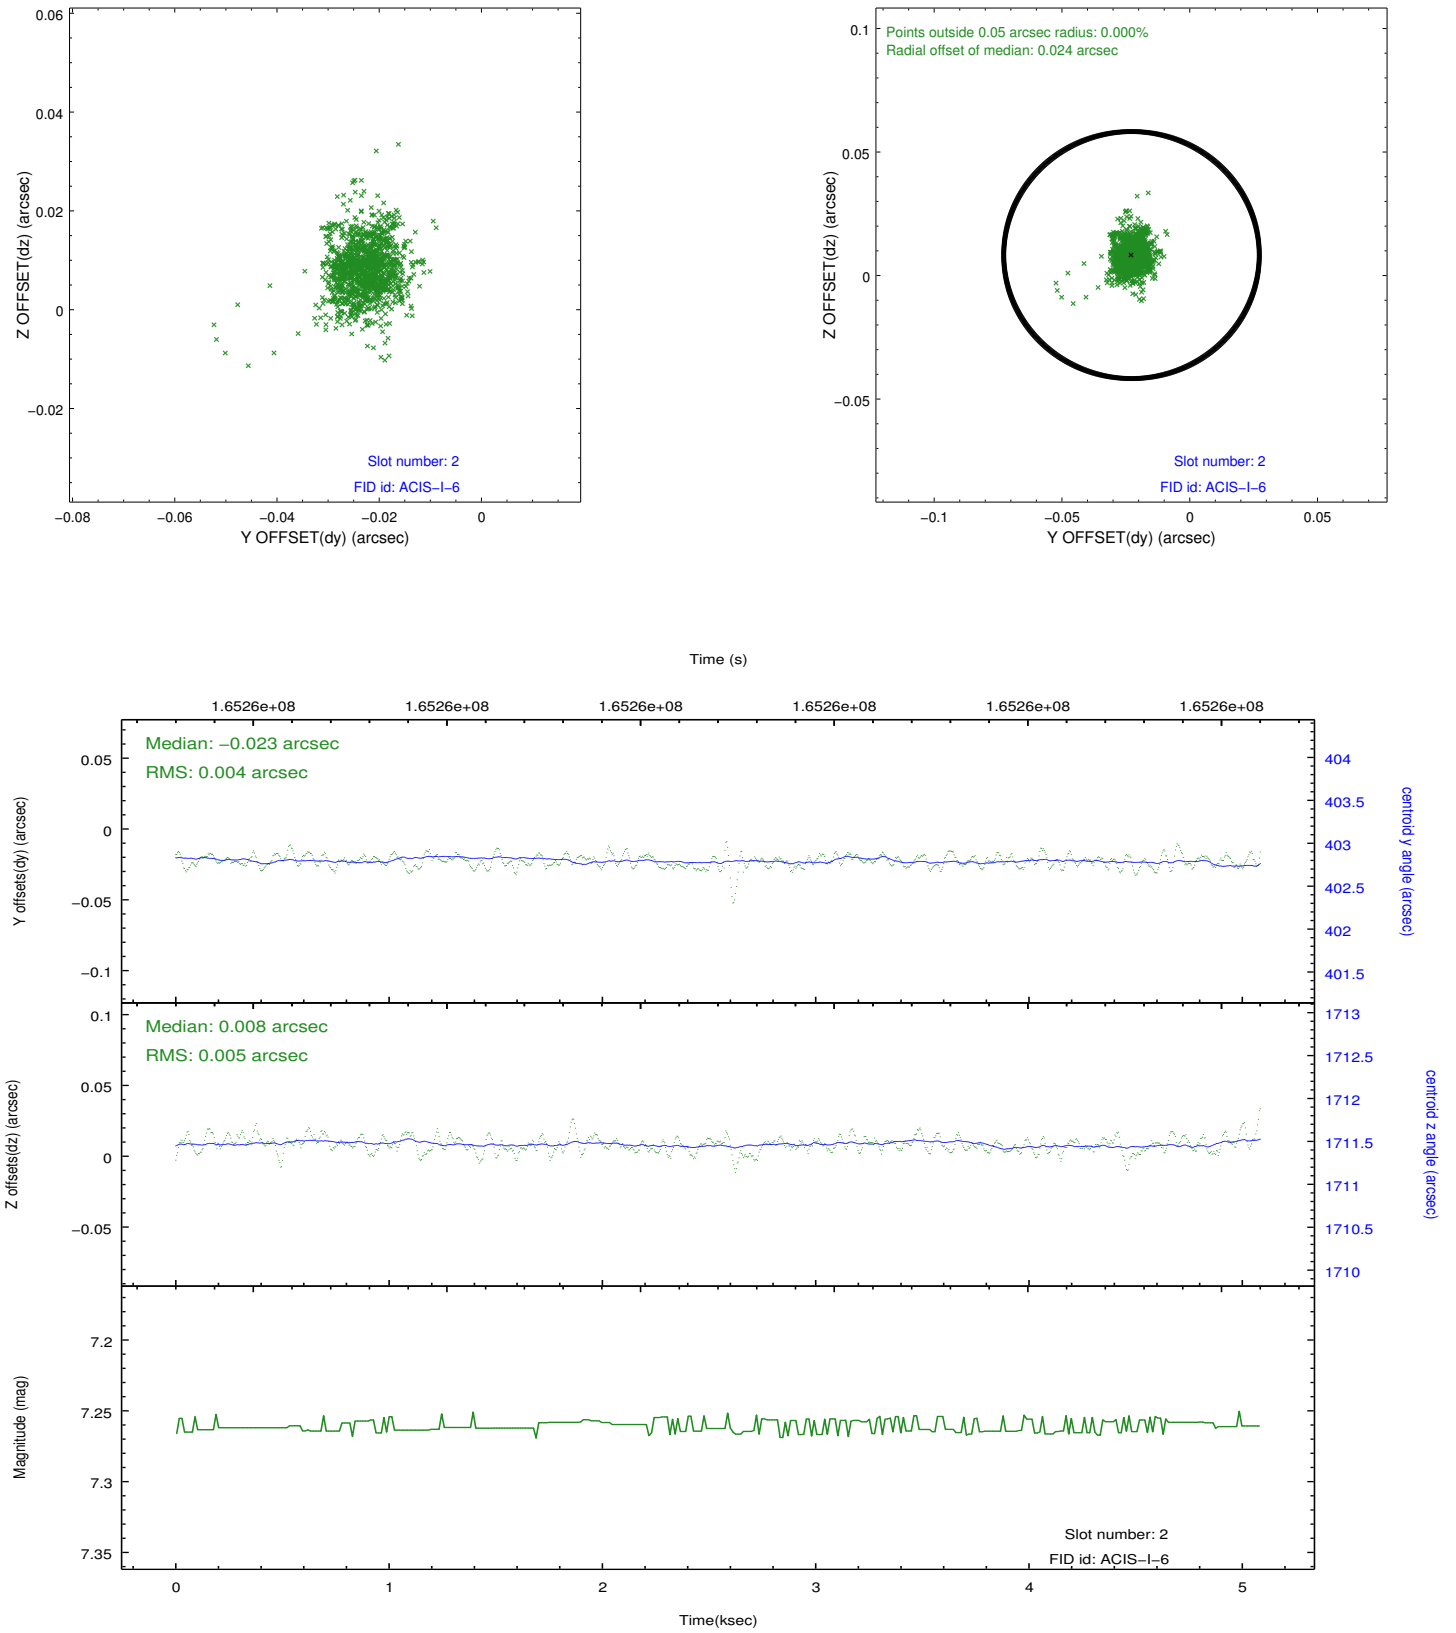 0.06
0.04
0.02
0
−0.02
Z OFFSET(dz) (arcsec)
−0.08
−0.06
−0.04
−0.02
0
Y OFFSET(dy) (arcsec)
Slot number: 2
FID id: ACIS−I−6
Points outside 0.05 arcsec radius: 0.000%
Radial offset of median: 0.024 arcsec
0.1
0.05
0
−0.05
Z OFFSET(dz) (arcsec)
−0.1
−0.05
0
0.05
Y OFFSET(dy) (arcsec)
Slot number: 2
FID id: ACIS−I−6
Time (s)
1.6526e+08
1.6526e+08
1.6526e+08
1.6526e+08
1.6526e+08
1.6526e+08
Median: −0.023 arcsec
RMS: 0.004 arcsec
0.05
0
−0.05
−0.1
Y offsets(dy) (arcsec)
404
403.5
403
402.5
402
401.5
centroid y angle (arcsec)
Median: 0.008 arcsec
RMS: 0.005 arcsec
0.1
0.05
0
−0.05
Z offsets(dz) (arcsec)
1713
1712.5
1712
1711.5
1711
1710.5
1710
centroid z angle (arcsec)
7.2
7.25
7.3
7.35
Magnitude (mag)
Slot number: 2
FID id: ACIS−I−6
0
1
2
3
4
5
Time(ksec)